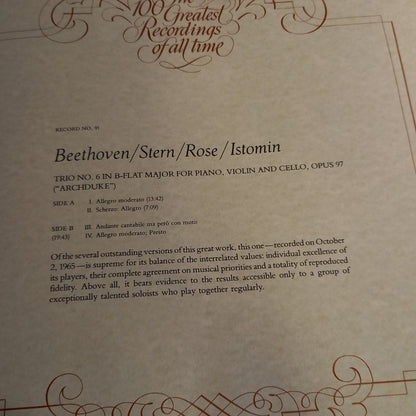 The
100 Greatest
Recordings
of all time
RECORD NO. 91
Beethoven/Stern/Rose/Istomin
TRIO NO. 6 IN B-FLAT MAJOR FOR PIANO, VIOLIN AND CELLO, OPUS 97
("ARCHDUKE")
SIDE A I. Allegro moderato (13:42)
II. Scherzo: Allegro (7:09)
SIDE B III. Andante cantabile ma però con moto
(19:43) IV. Allegro moderato; Presto
Of the several outstanding versions of this great work, this one—recorded on October
2, 1965—is supreme for its balance of the interrelated values: individual excellence of
its players, their complete agreement on musical priorities and a totality of reproduced
fidelity. Above all, it bears evidence to the results accessible only to a group of
exceptionally talented soloists who play together regularly.